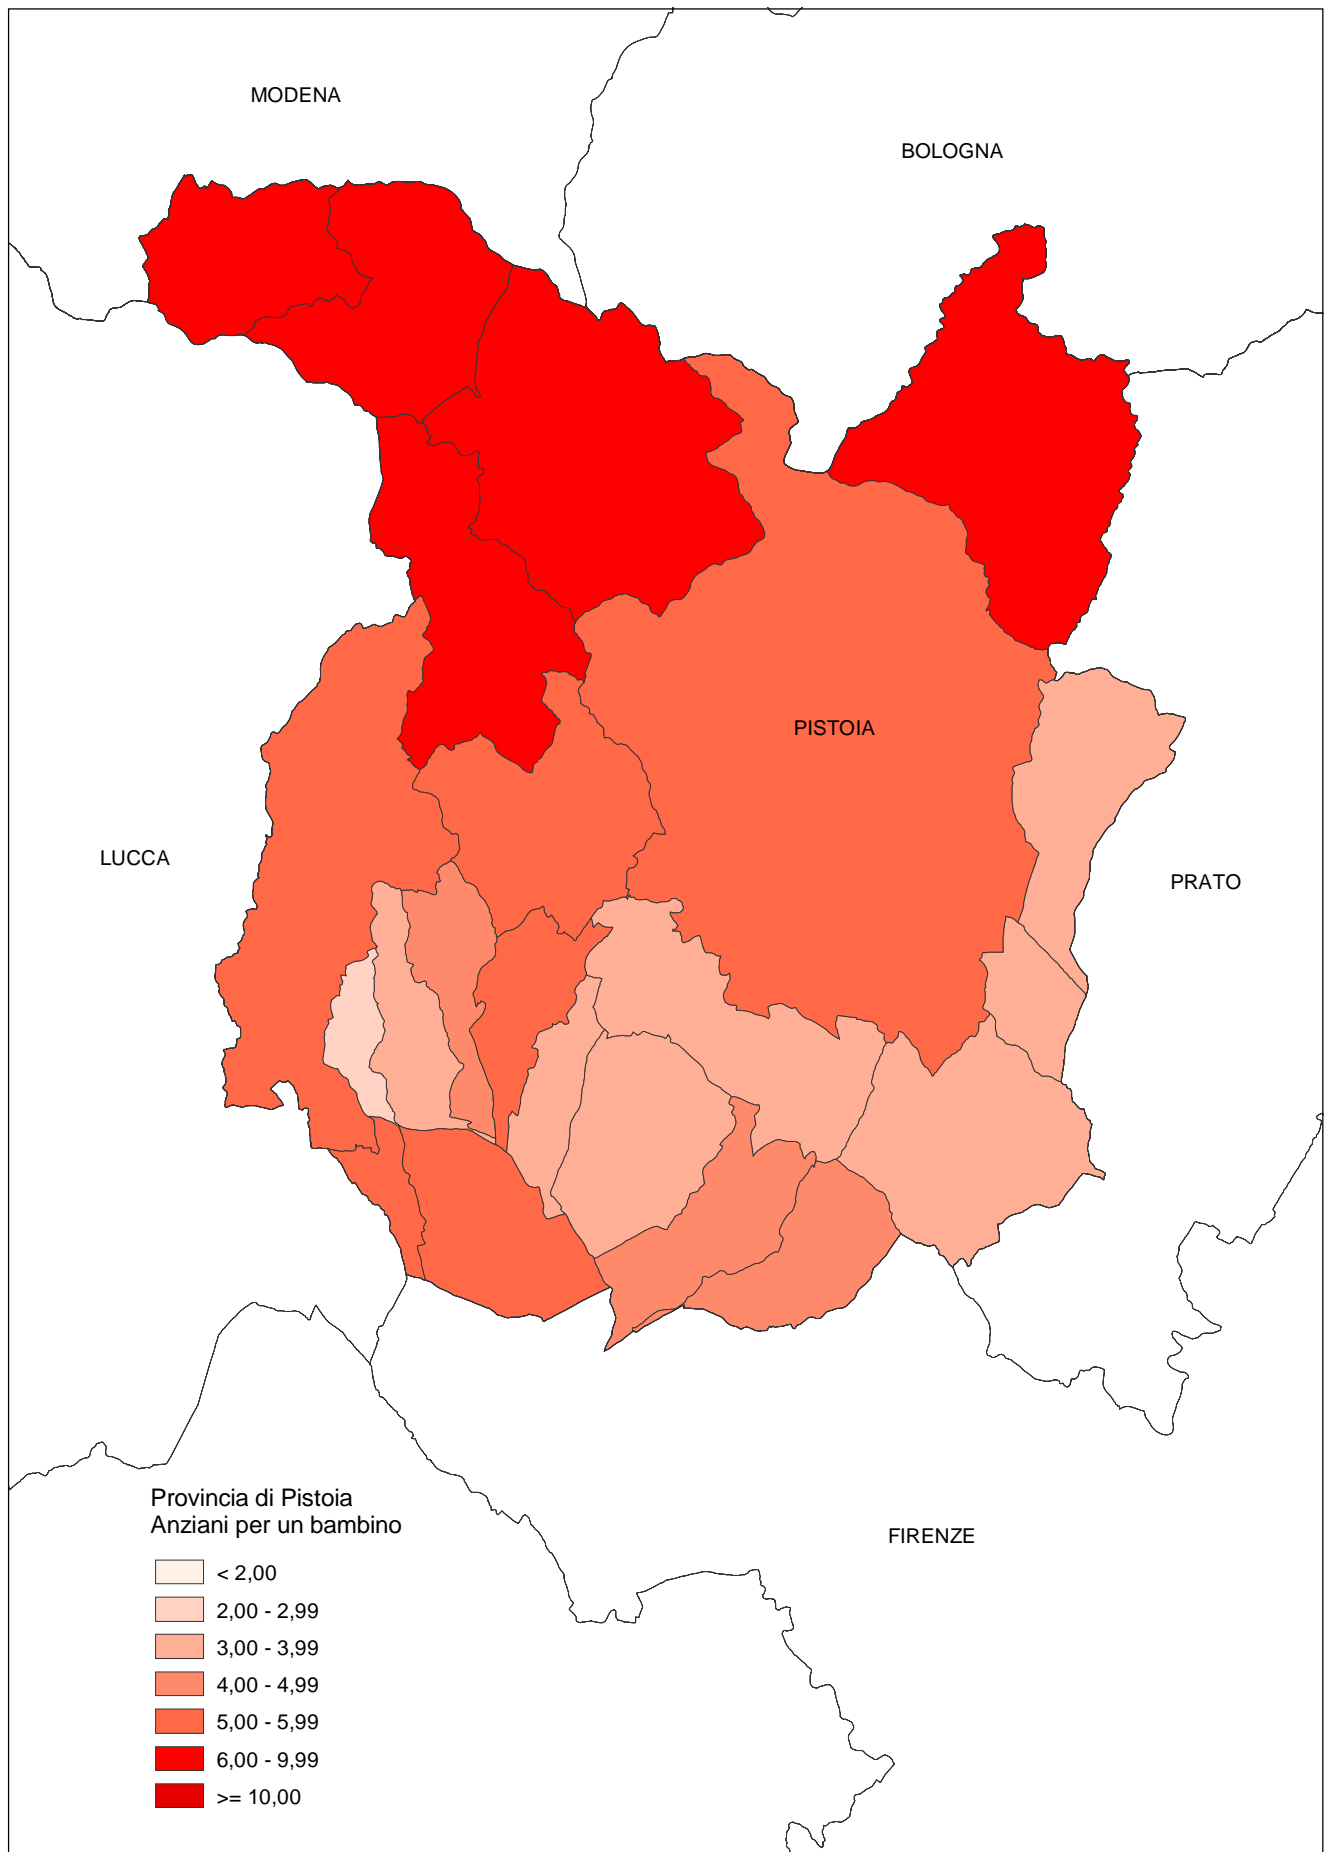 MODENA
BOLOGNA
PISTOIA
LUCCA
PRATO
Provincia di Pistoia
Anziani per un bambino
FIRENZE
< 2,00
2,00 - 2,99
3,00 - 3,99
4,00 - 4,99
5,00 - 5,99
6,00 - 9,99
>= 10,00